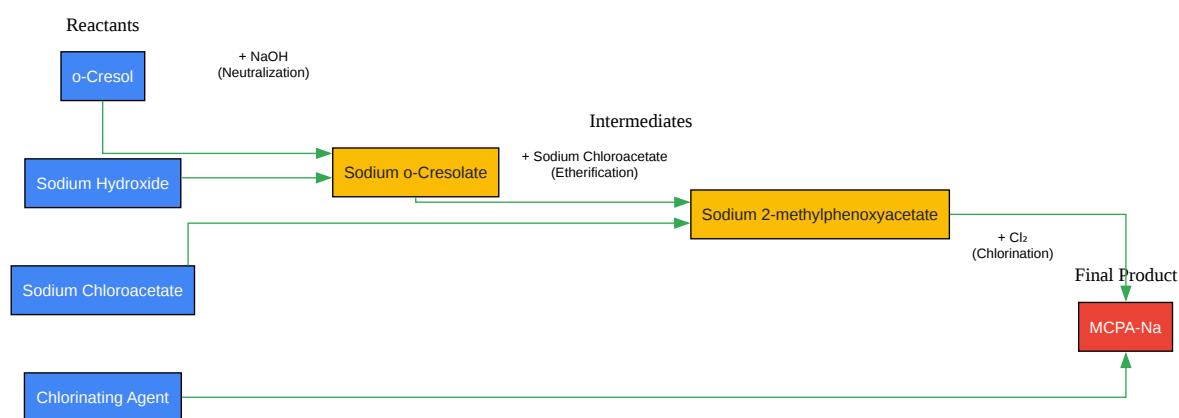 Reactants
+ NaOH
(Neutralization)
o-Cresol
Intermediates
+ Sodium Chloroacetate
(Etherification)
Sodium o-Cresolate
Sodium Hydroxide
Sodium 2-methylphenoxyacetate
+ Cl₂
(Chlorination)
Final Product
Sodium Chloroacetate
MCPA-Na
Chlorinating Agent